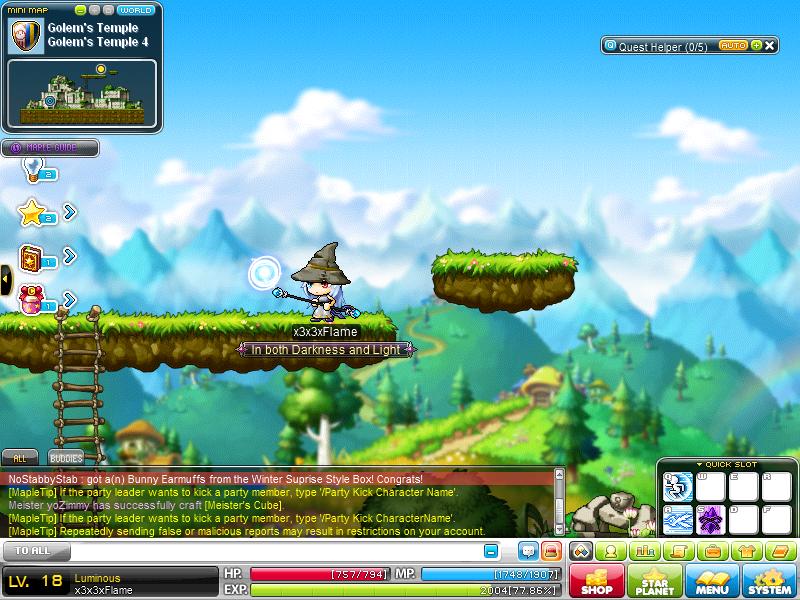 MINI MAP
WORLD
Golem's Temple
Golem's Temple 4
Quest Helper (0/5)
AUTO
MAPLE GUIDE
2
2
1
1
x3x3xFlame
In both Darkness and Light
ALL
BUDDIES
NoStabbyStab : got a(n) Bunny Earmuffs from the Winter Suprise Style Box! Congrats!
[MapleTip] If the party leader wants to kick a party member, type '/Party Kick Character Name'.
Meister yoZimmy has successfully craft [Meister's Cube].
[MapleTip] If the party leader wants to kick a party member, type '/Party Kick CharacterName'.
[MapleTip] Repeatedly sending false or malicious reports may result in restrictions on your account.
QUICK SLOT
Q W E R
A S D F
TO ALL
LV. 18
Luminous
x3x3xFlame
HP. [757/794] MP. [1748/1907]
EXP. 2004[77.86%]
SHOP
STAR PLANET
MENU
SYSTEM